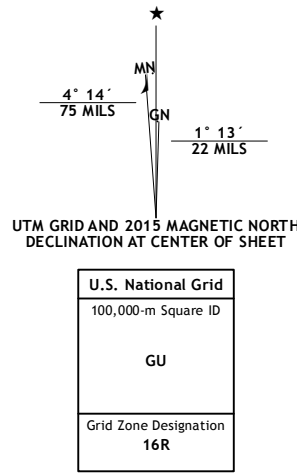 ★
MN
GN
4° 14´
75 MILS
1° 13´
22 MILS
UTM GRID AND 2015 MAGNETIC NORTH
DECLINATION AT CENTER OF SHEET
U.S. National Grid
100,000-m Square ID
GU
Grid Zone Designation
16R